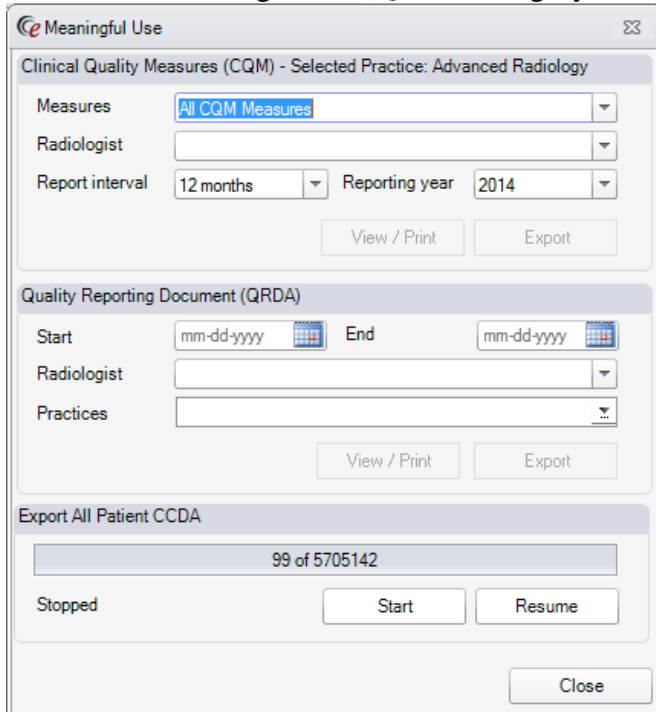 Meaningful Use
Clinical Quality Measures (CQM) - Selected Practice: Advanced Radiology
Measures All CQM Measures
Radiologist
Report interval 12 months Reporting year 2014
View / Print Export
Quality Reporting Document (QRDA)
Start mm-dd-yyyy End mm-dd-yyyy
Radiologist
Practices
View / Print Export
Export All Patient CCDA
99 of 5705142
Stopped Start Resume
Close